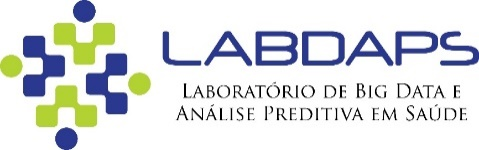 LABDAPS
LABORATÓRIO DE BIG DATA E
ANÁLISE PREDITIVA EM SAÚDE